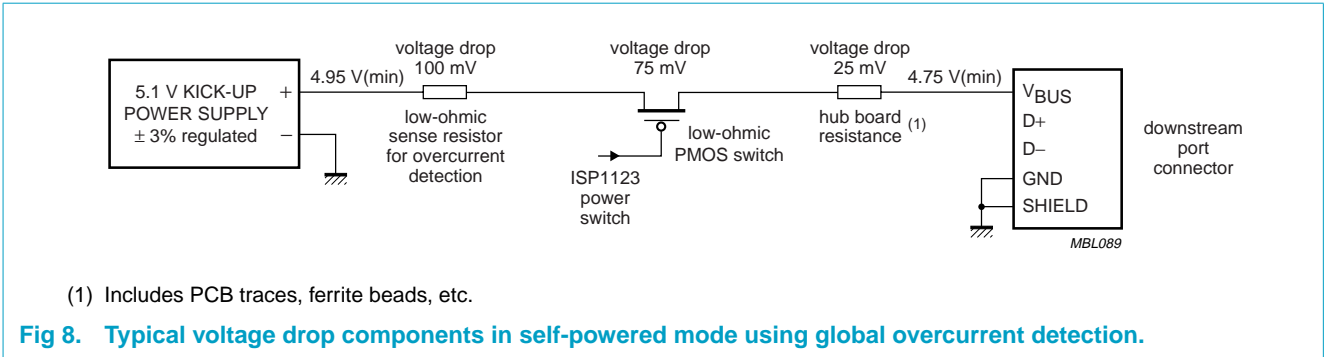 voltage drop
100 mV
voltage drop
75 mV
voltage drop
25 mV
4.95 V(min)
4.75 V(min)
5.1 V KICK-UP
POWER SUPPLY
± 3% regulated
+
−
low-ohmic
sense resistor
for overcurrent
detection
low-ohmic
PMOS switch
ISP1123
power
switch
hub board
resistance (1)
VBUS
D+
D−
GND
SHIELD
downstream
port
connector
MBL089
(1) Includes PCB traces, ferrite beads, etc.
Fig 8. Typical voltage drop components in self-powered mode using global overcurrent detection.